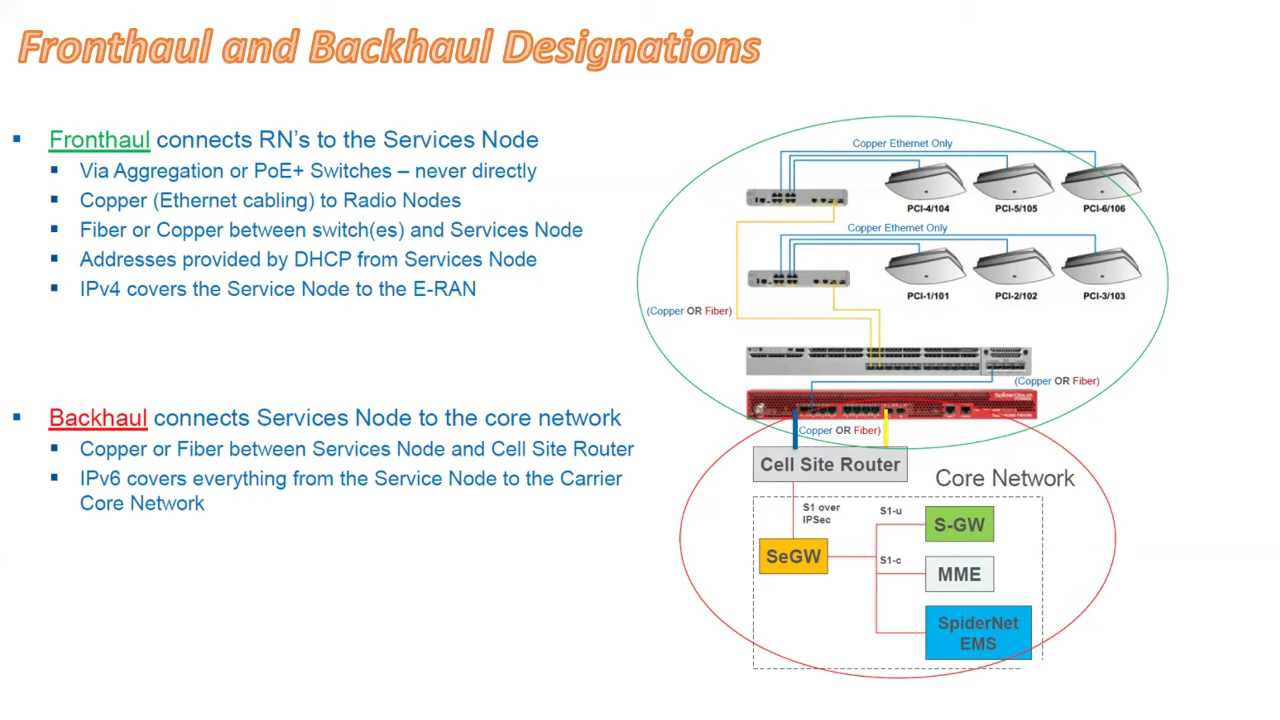 Fronthaul and Backhaul Designations
Fronthaul connects RN's to the Services Node
Via Aggregation or PoE+ Switches – never directly
Copper (Ethernet cabling) to Radio Nodes
Fiber or Copper between switch(es) and Services Node
Addresses provided by DHCP from Services Node
IPv4 covers the Service Node to the E-RAN
Backhaul connects Services Node to the core network
Copper or Fiber between Services Node and Cell Site Router
IPv6 covers everything from the Service Node to the Carrier
Core Network
Copper Ethernet Only
PCI-4/104
PCI-5/105
PCI-6/106
Copper Ethernet Only
PCI-1/101
PCI-2/102
PCI-3/103
(Copper OR Fiber)
(Copper OR Fiber)
SpiderCloud
(Copper OR Fiber)
Cell Site Router
Core Network
S1 over
IPSec
S1-u
S-GW
SeGW
S1-c
MME
SpiderNet
EMS